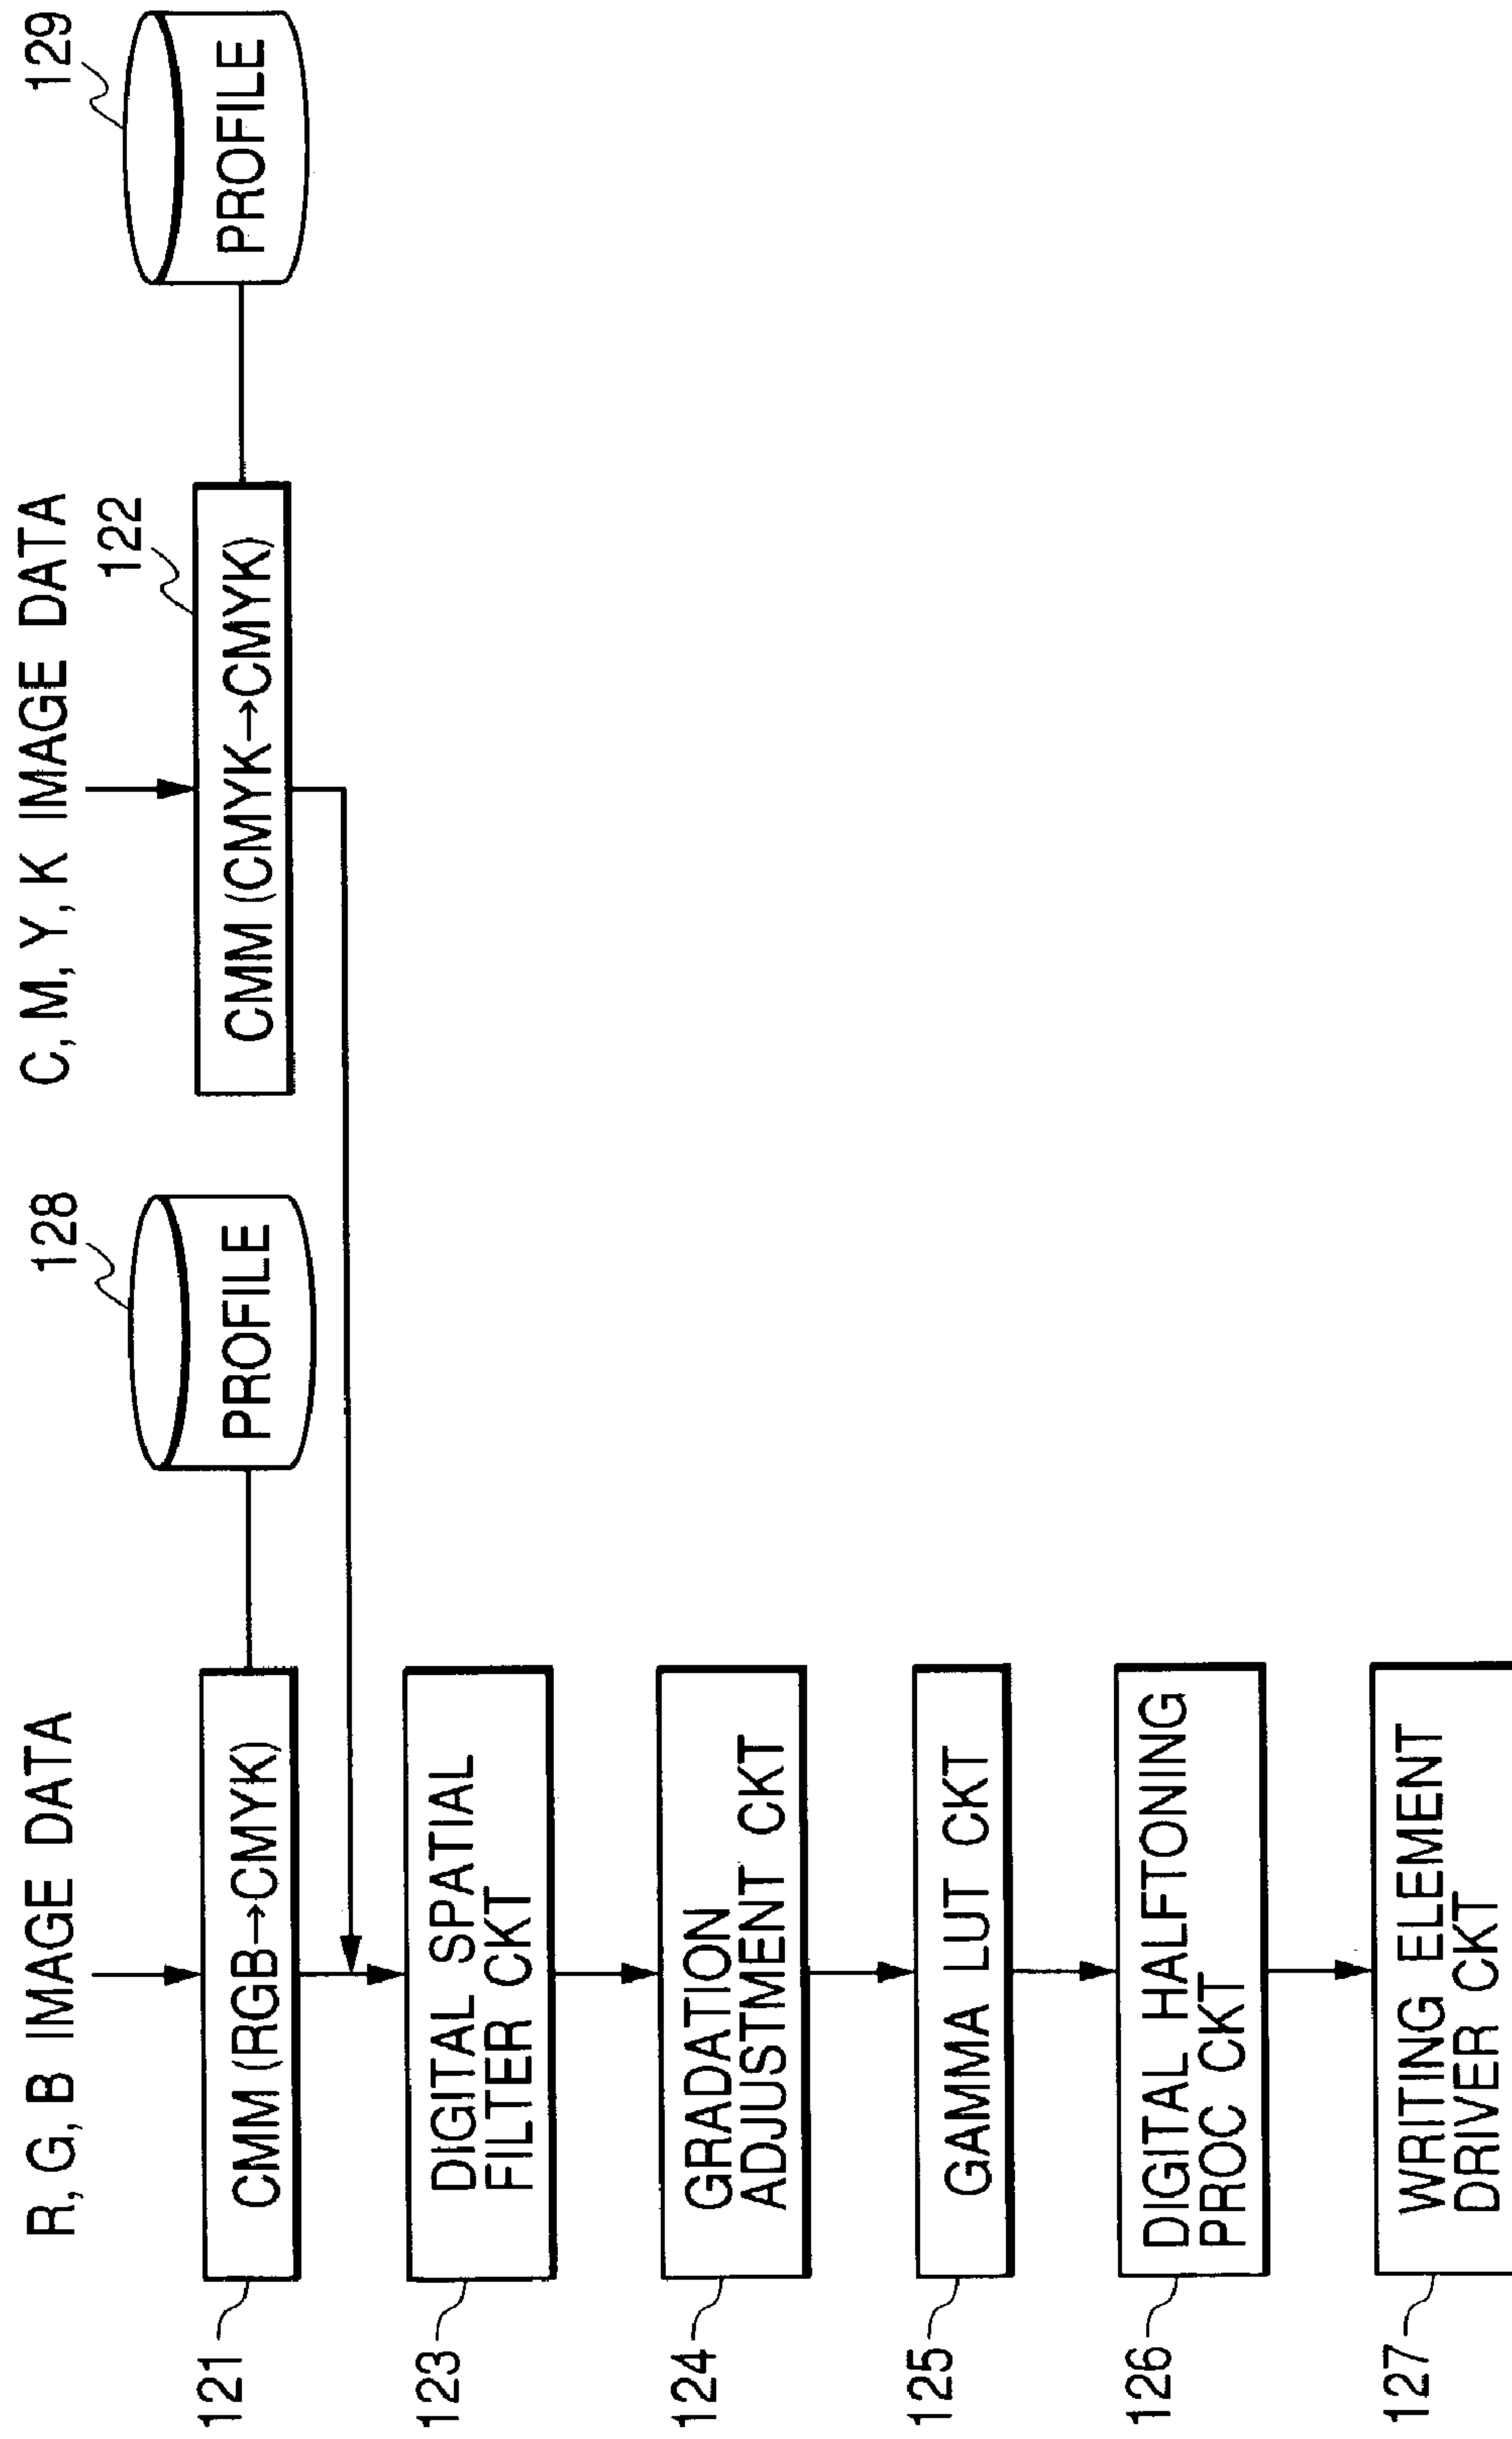 R, G, B IMAGE DATA
C, M, Y, K IMAGE DATA
128
122
129
121
CMM (RGB→CMYK)
PROFILE
CMM (CMYK→CMYK)
PROFILE
123
DIGITAL SPATIAL
FILTER CKT
124
GRADATION
ADJUSTMENT CKT
125
GAMMA LUT CKT
126
DIGITAL HALFTONING
PROC CKT
127
WRITING ELEMENT
DRIVER CKT